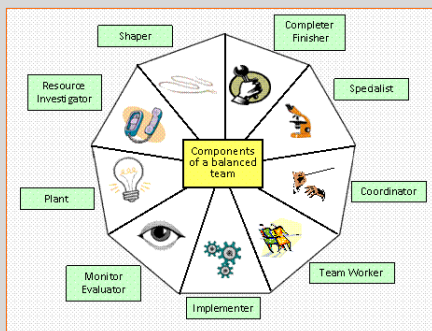 Completer
Finisher
Shaper
Resource
Investigator
Specialist
Components
of a balanced
team
Plant
Coordinator
Monitor
Evaluator
Team Worker
Implementer